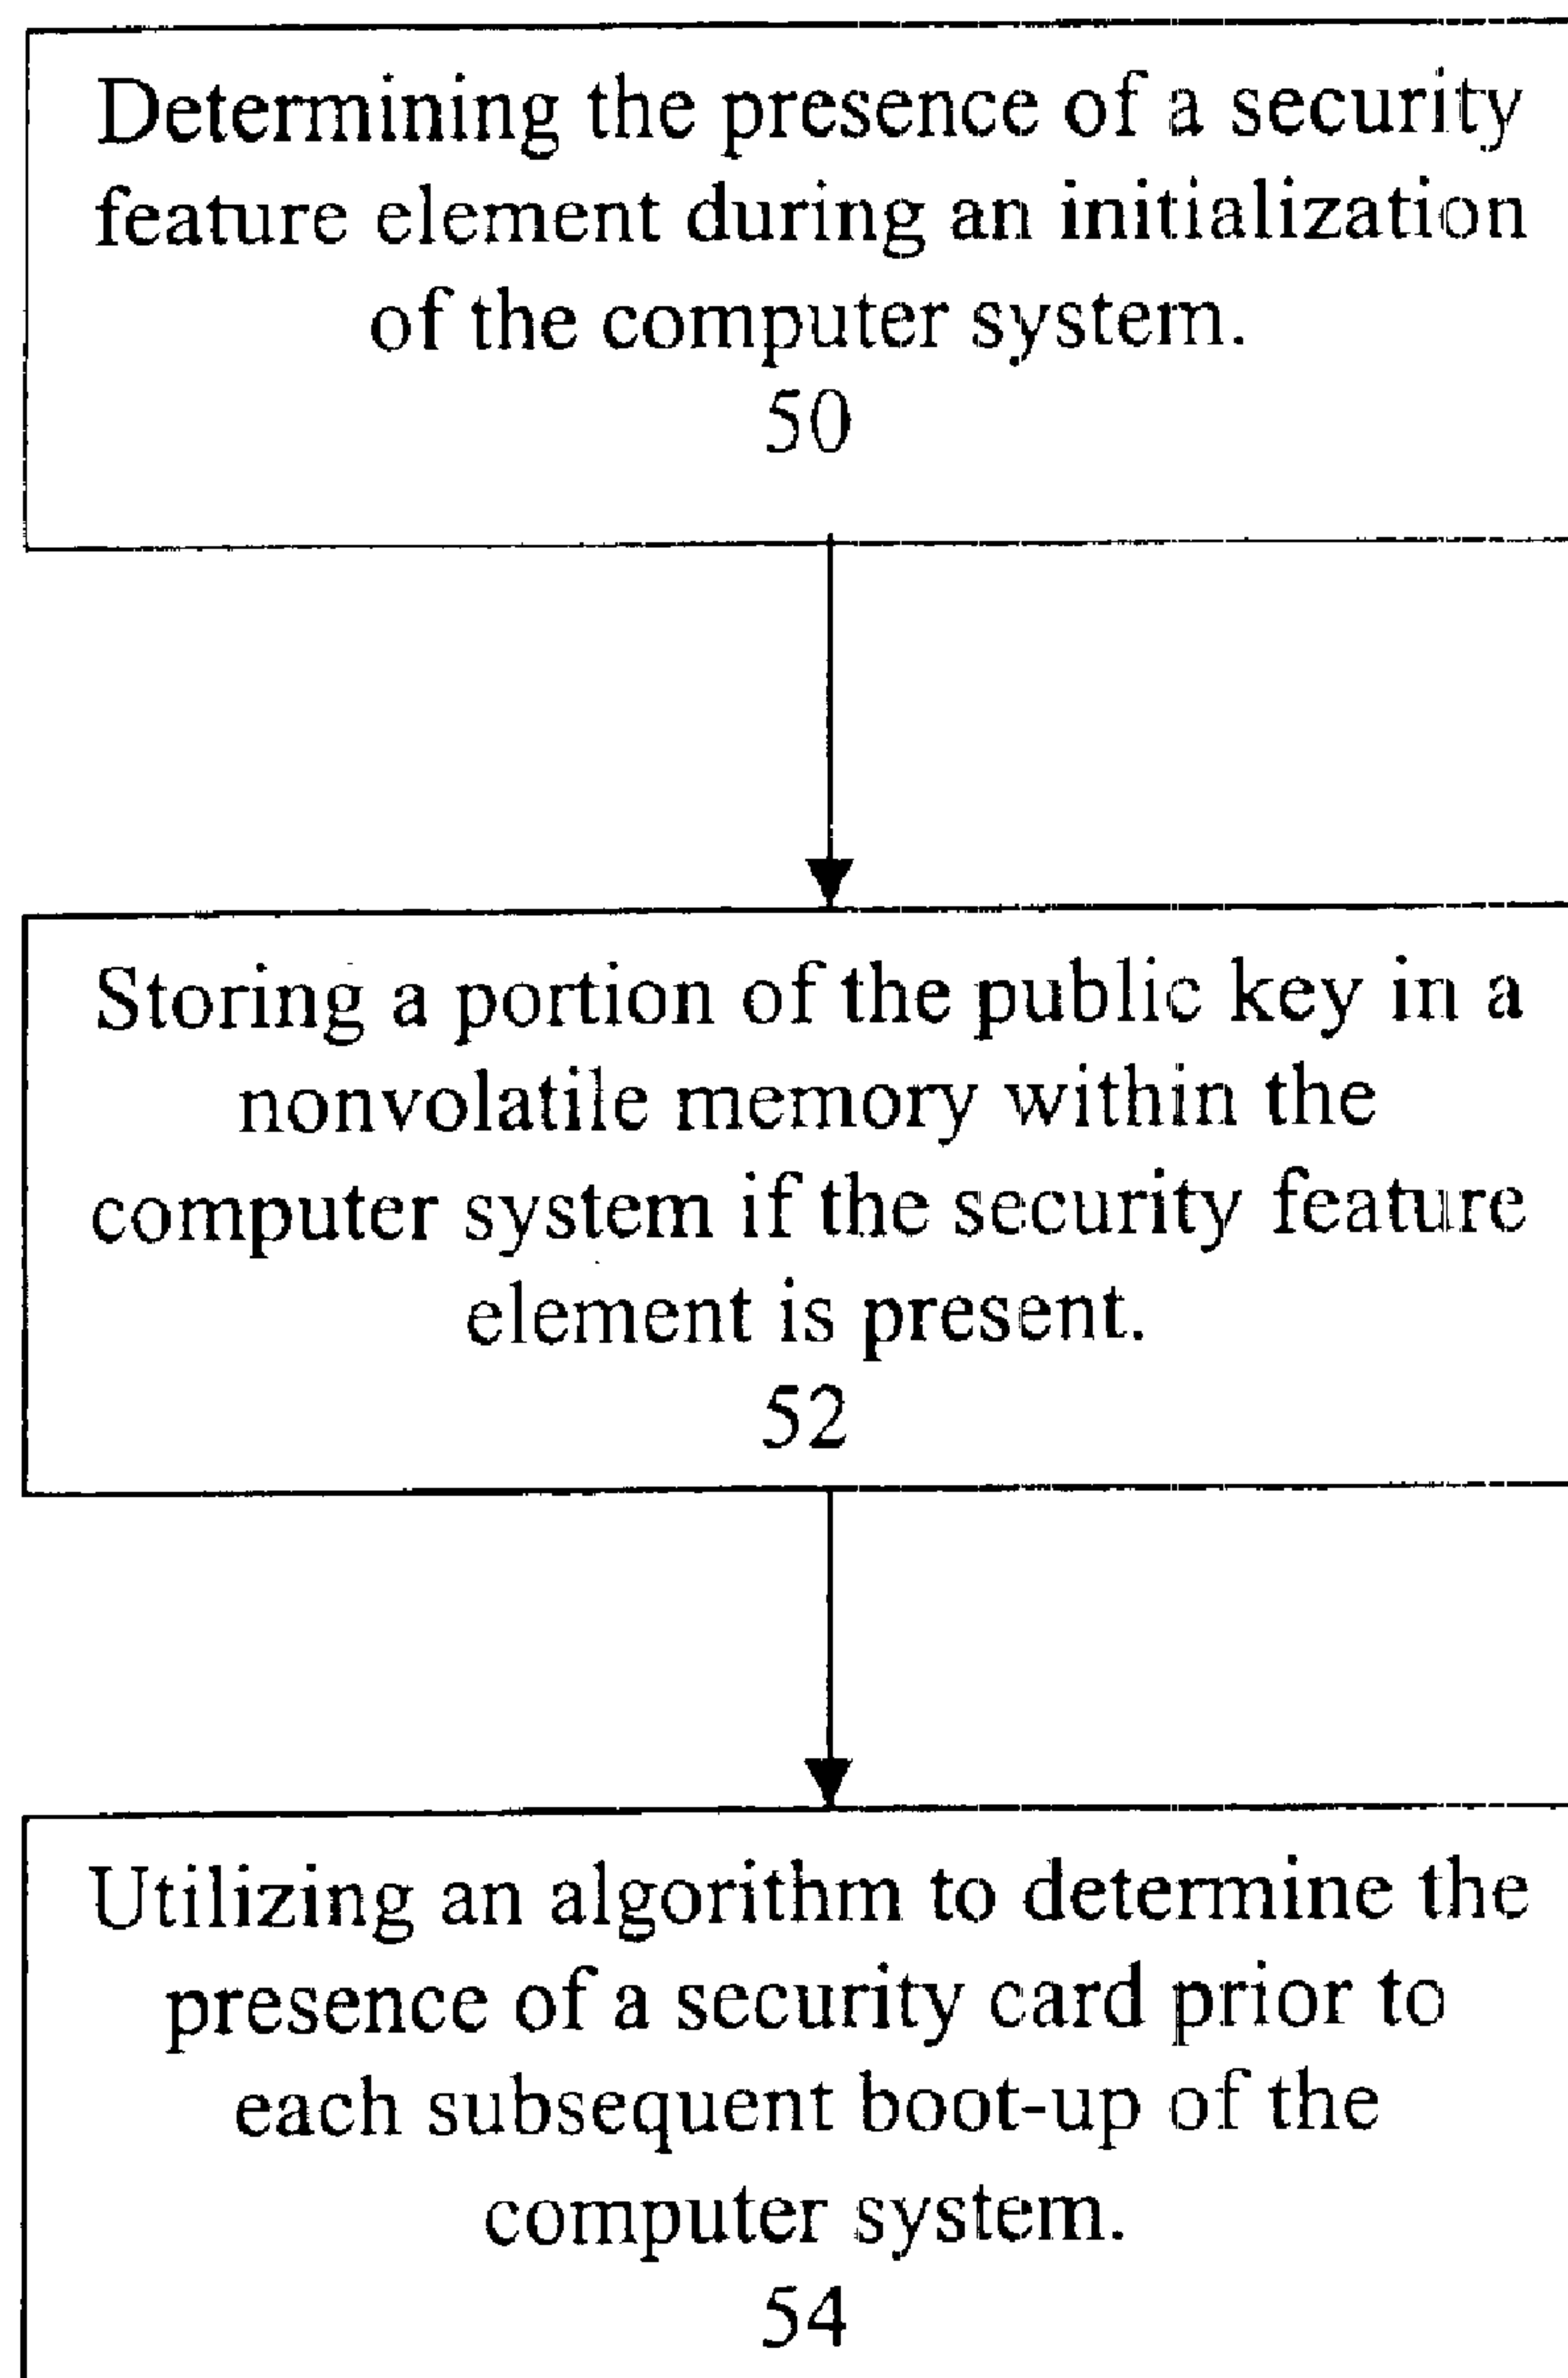 Determining the presence of a security
feature element during an initialization
of the computer system.
50
Storing a portion of the public key in a
nonvolatile memory within the
computer system if the security feature
element is present.
52
Utilizing an algorithm to determine the
presence of a security card prior to
each subsequent boot-up of the
computer system.
54